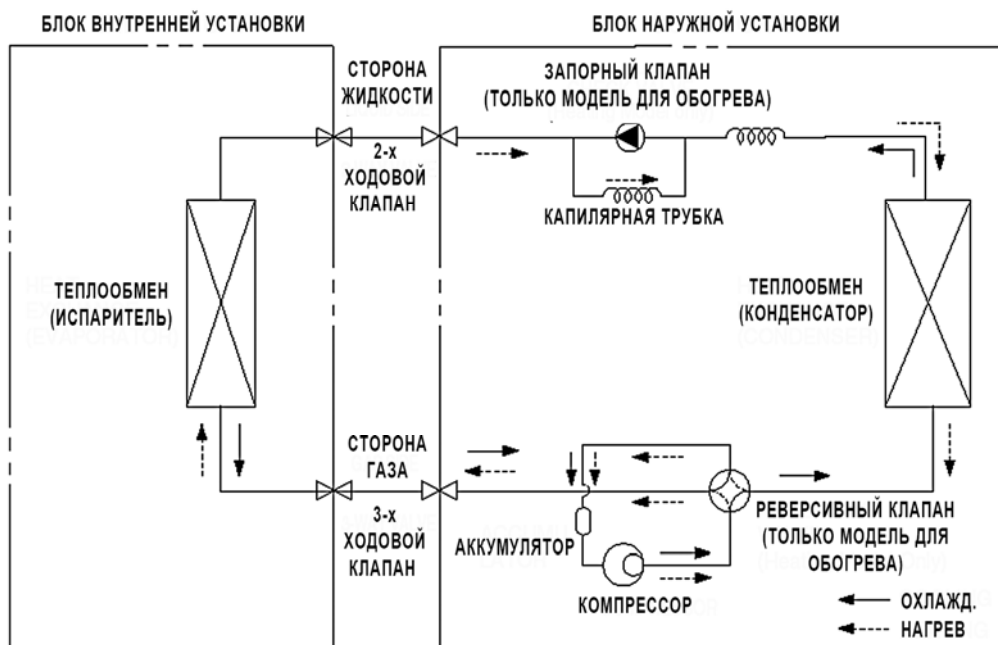 БЛОК ВНУТРЕННЕЙ УСТАНОВКИ
БЛОК НАРУЖНОЙ УСТАНОВКИ
СТОРОНА
ЖИДКОСТИ
2-х
ХОДОВОЙ
КЛАПАН
ЗАПОРНЫЙ КЛАПАН
(ТОЛЬКО МОДЕЛЬ ДЛЯ ОБОГРЕВА)
КАПИЛЯРНАЯ ТРУБКА
ТЕПЛООБМЕН
(ИСПАРИТЕЛЬ)
(EVAPORATOR)
ТЕПЛООБМЕН
(КОНДЕНСАТОР)
(CONDENSER)
СТОРОНА
ГАЗА
3-х
ХОДОВОЙ
КЛАПАН
АККУМУЛЯТОР
КОМПРЕССОР
РЕВЕРСИВНЫЙ КЛАПАН
(ТОЛЬКО МОДЕЛЬ ДЛЯ
ОБОГРЕВА)
ОХЛАЖД.
НАГРЕВ